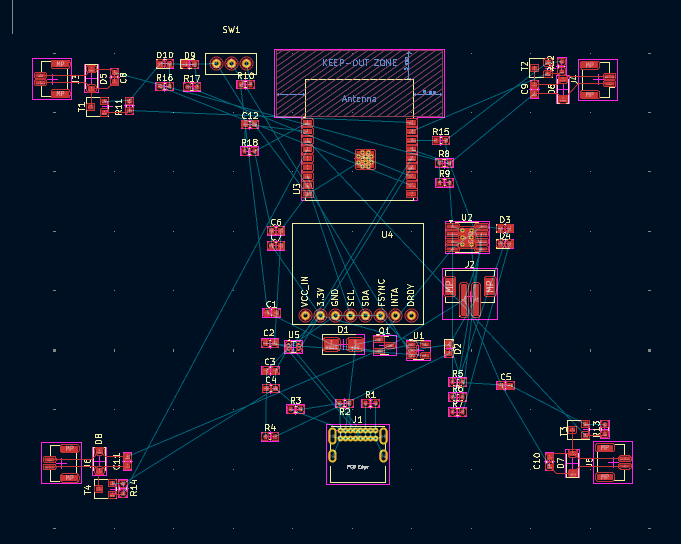 SW1
D10 D9
R16 R17 R10
J3 D5 C8
T1 R11
KEEP-OUT ZONE
Antenna
T2
C9 D6 J4
C12
R18
R15
R8
R9
U3
C6
U4
U2
D3
J2
VCC_IN 3.3V GND SCL SDA FSYNC INTA DRDY
C1
C2 U5 D1 Q1 U1 D2
C3
C4
R5
R6
R7
C5
R3 R2 R1
R4
J1
PCB Edge
D8
J6 C11
T4 R14
T3 R13
C10 D7 J5